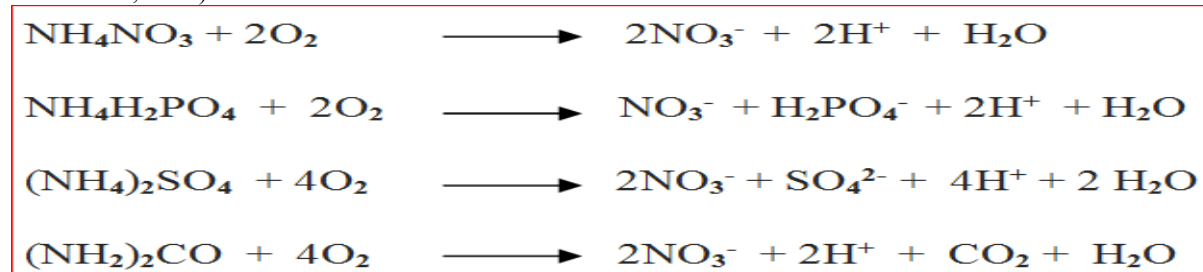 NH₄NO₃ + 2O₂ ⟶ 2NO₃⁻ + 2H⁺ + H₂O
NH₄H₂PO₄ + 2O₂ ⟶ NO₃⁻ + H₂PO₄⁻ + 2H⁺ + H₂O
(NH₄)₂SO₄ + 4O₂ ⟶ 2NO₃⁻ + SO₄²⁻ + 4H⁺ + 2 H₂O
(NH₂)₂CO + 4O₂ ⟶ 2NO₃⁻ + 2H⁺ + CO₂ + H₂O